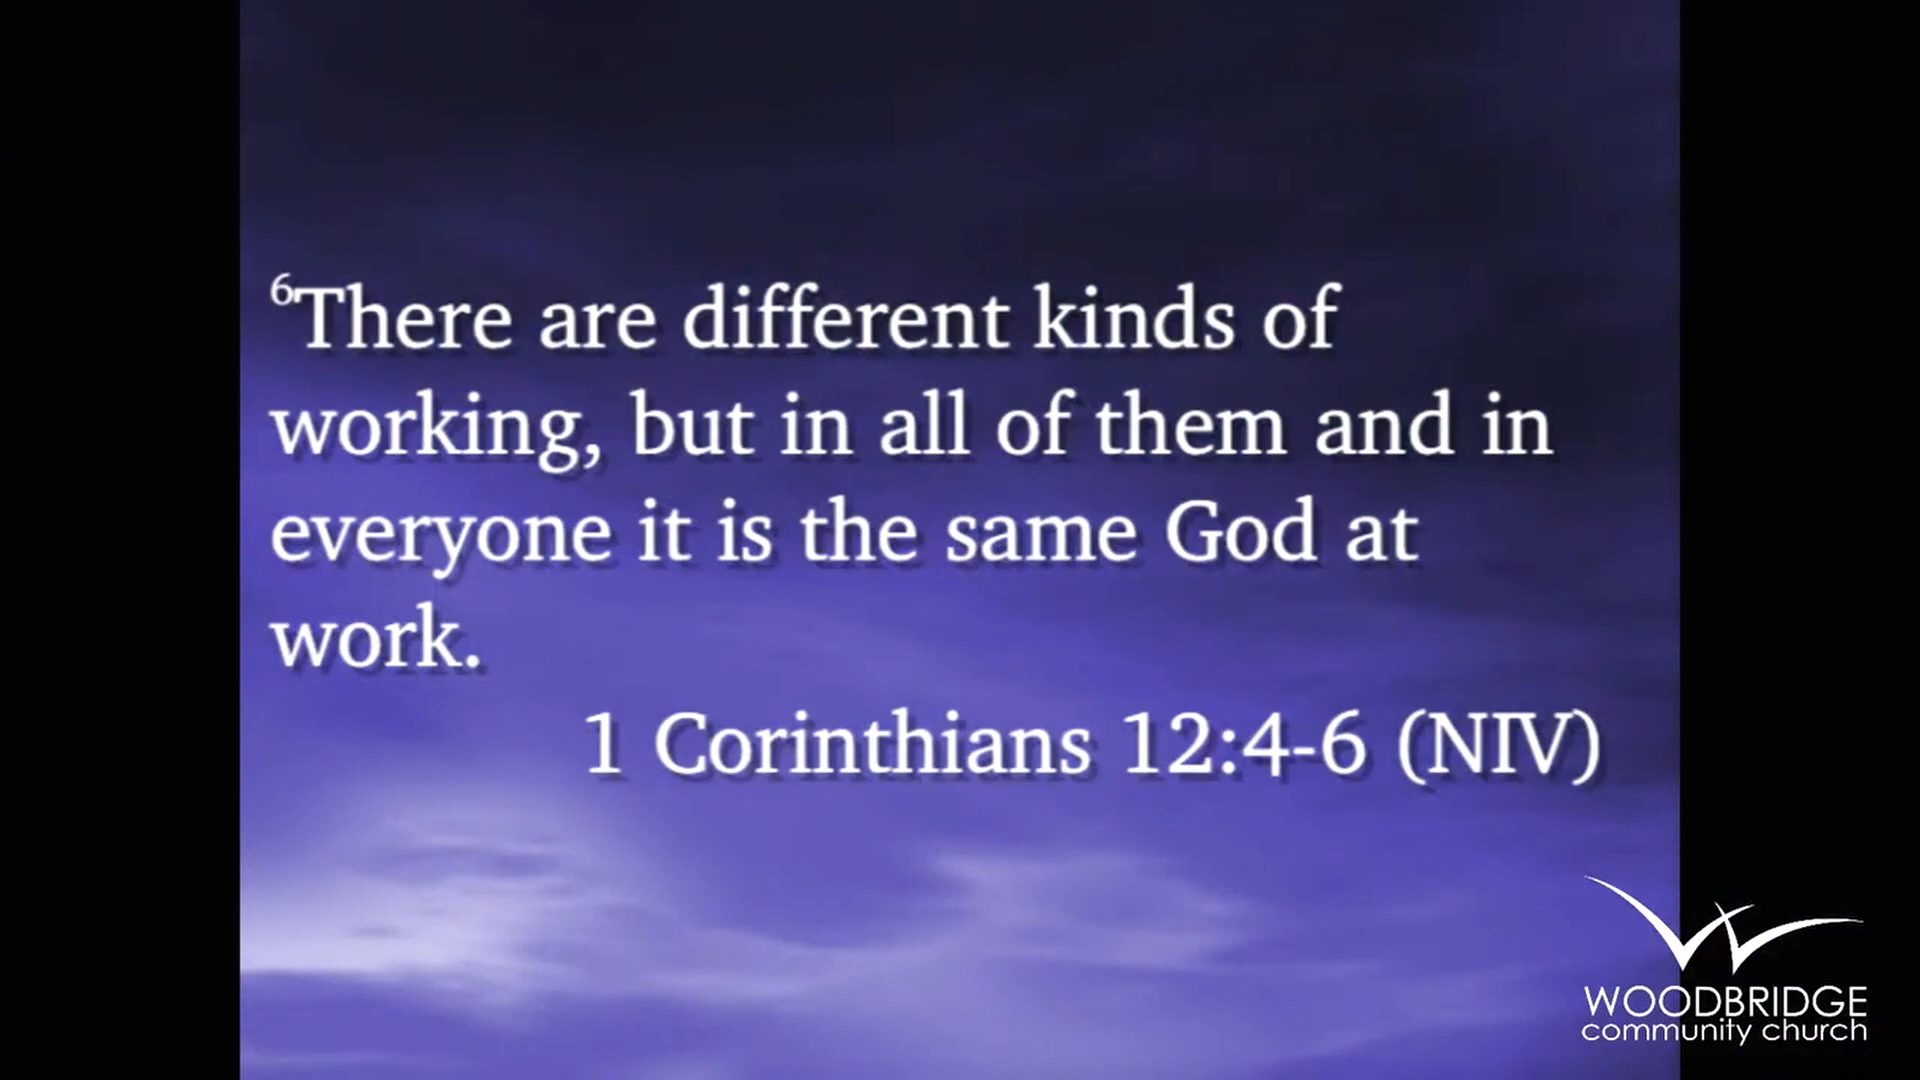 ⁶There are different kinds of
working, but in all of them and in
everyone it is the same God at
work.
1 Corinthians 12:4-6 (NIV)
WOODBRIDGE
community church